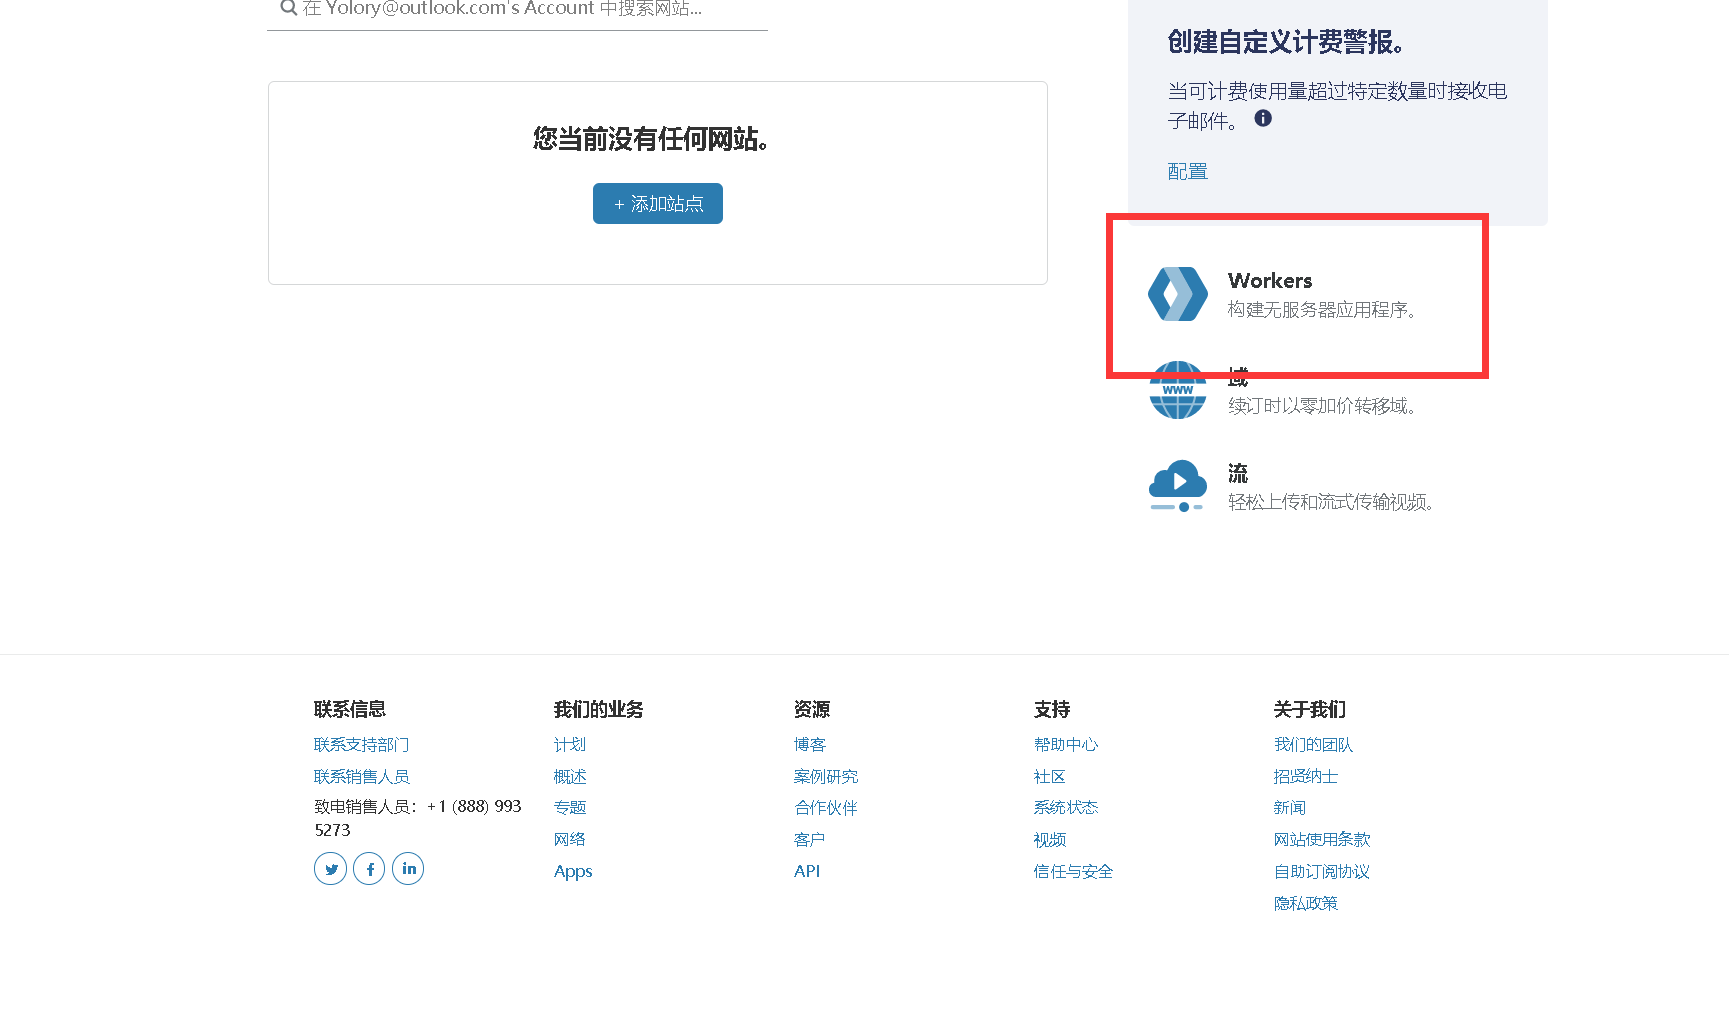 在 Yolory@outlook.com's Account 中搜索网站...
您当前没有任何网站。
+ 添加站点
创建自定义计费警报。
当可计费使用量超过特定数量时接收电
子邮件。
配置
Workers
构建无服务器应用程序。
www
域
续订时以零加价转移域。
流
轻松上传和流式传输视频。
联系信息
联系支持部门
联系销售人员
致电销售人员：+1 (888) 993
5273
我们的业务
计划
概述
专题
网络
Apps
资源
博客
案例研究
合作伙伴
客户
API
支持
帮助中心
社区
系统状态
视频
信任与安全
关于我们
我们的团队
招贤纳士
新闻
网站使用条款
自助订阅协议
隐私政策